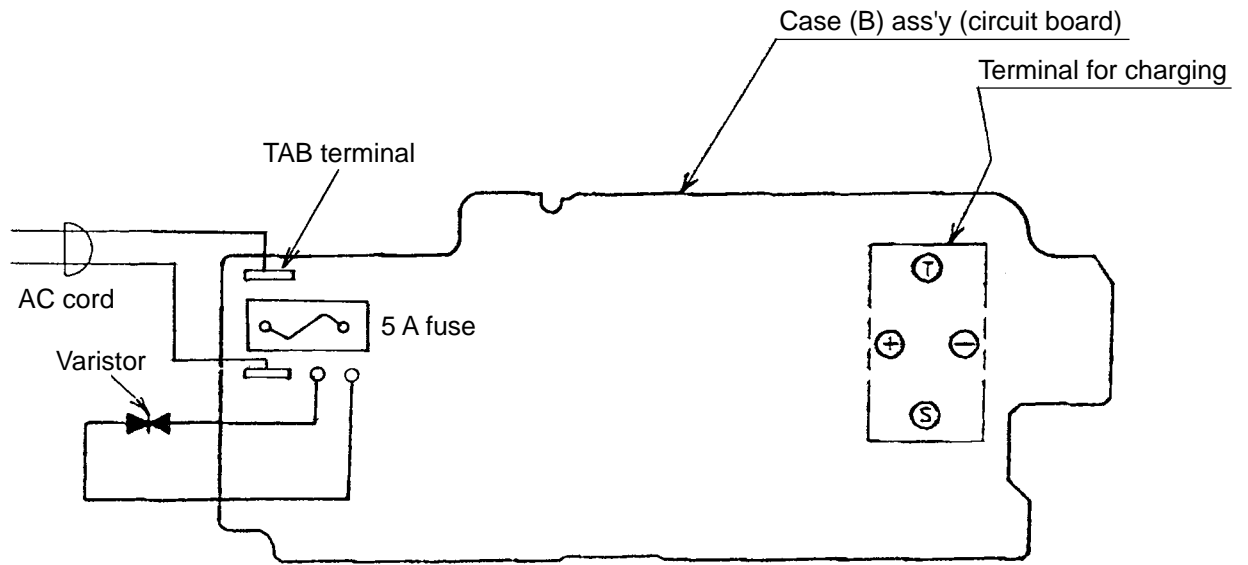 Case (B) ass'y (circuit board)
Terminal for charging
TAB terminal
AC cord
5 A fuse
Varistor
T
+ −
S